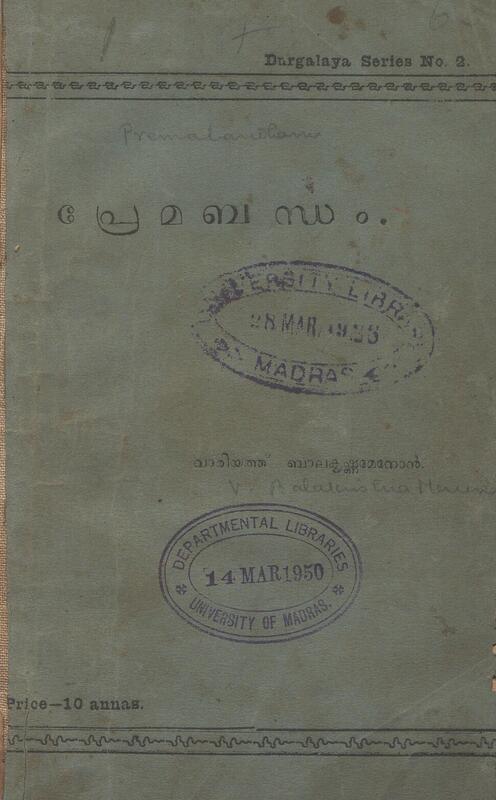 Durgalaya Series No. 2.
Premabandham
പ്രേമബന്ധം.
UNIVERSITY LIBRARY
28 MAR. 1935
MADRAS
വാരിയത്ത് ബാലകൃഷ്ണമേനോൻ.
V. Balakrishna Menon
DEPARTMENTAL LIBRARIES
14 MAR 1950
UNIVERSITY OF MADRAS.
Price—10 annas.